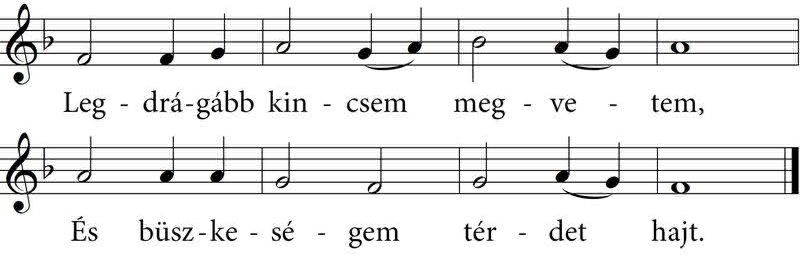 Leg - drá-gább kin - csem meg - ve - tem,
És büsz-ke - sé - gem tér - det hajt.